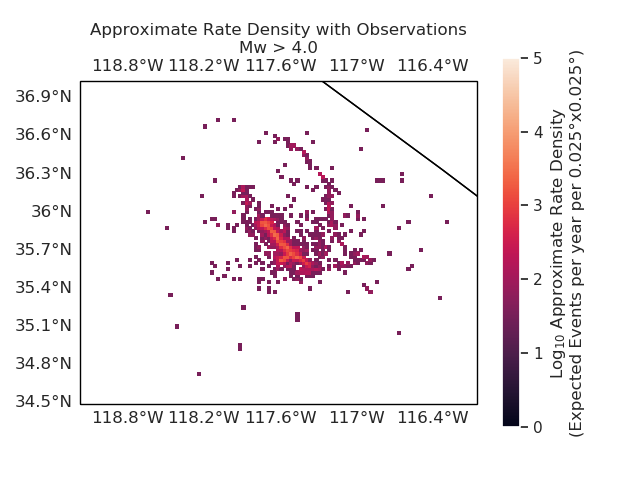 Approximate Rate Density with Observations
Mw > 4.0
118.8°W 118.2°W 117.6°W 117°W 116.4°W
36.9°N
36.6°N
36.3°N
36°N
35.7°N
35.4°N
35.1°N
34.8°N
34.5°N
118.8°W 118.2°W 117.6°W 117°W 116.4°W
5
4
3
2
1
0
Log₁₀ Approximate Rate Density
(Expected Events per year per 0.025°x0.025°)